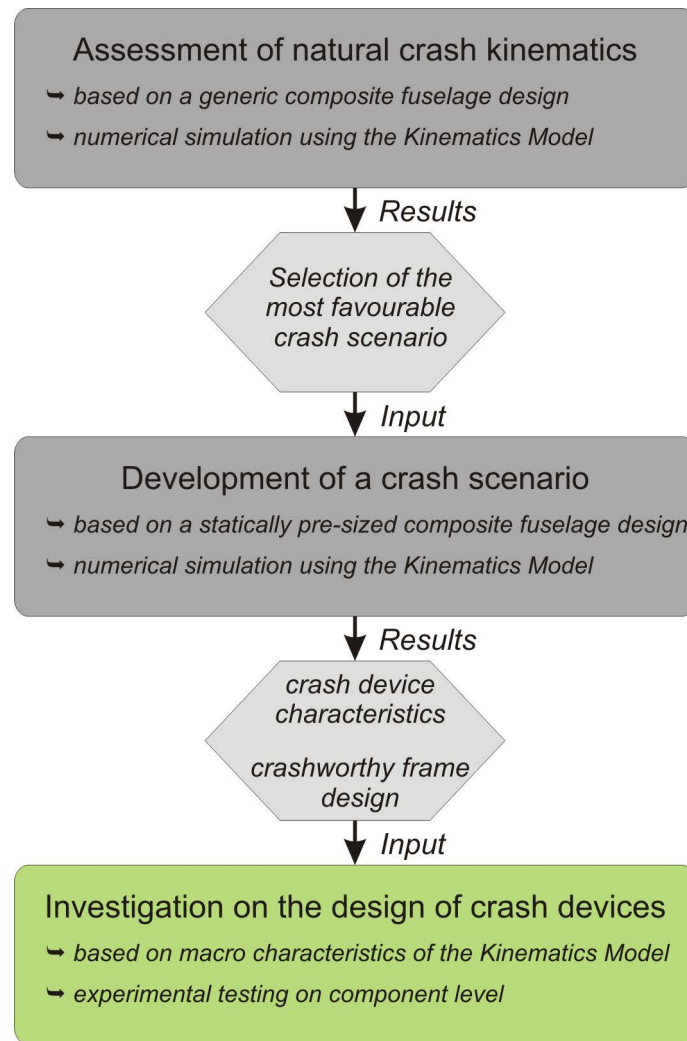 Assessment of natural crash kinematics
➥ based on a generic composite fuselage design
➥ numerical simulation using the Kinematics Model
Results
Selection of the
most favourable
crash scenario
Input
Development of a crash scenario
➥ based on a statically pre-sized composite fuselage design
➥ numerical simulation using the Kinematics Model
Results
crash device
characteristics
crashworthy frame
design
Input
Investigation on the design of crash devices
➥ based on macro characteristics of the Kinematics Model
➥ experimental testing on component level